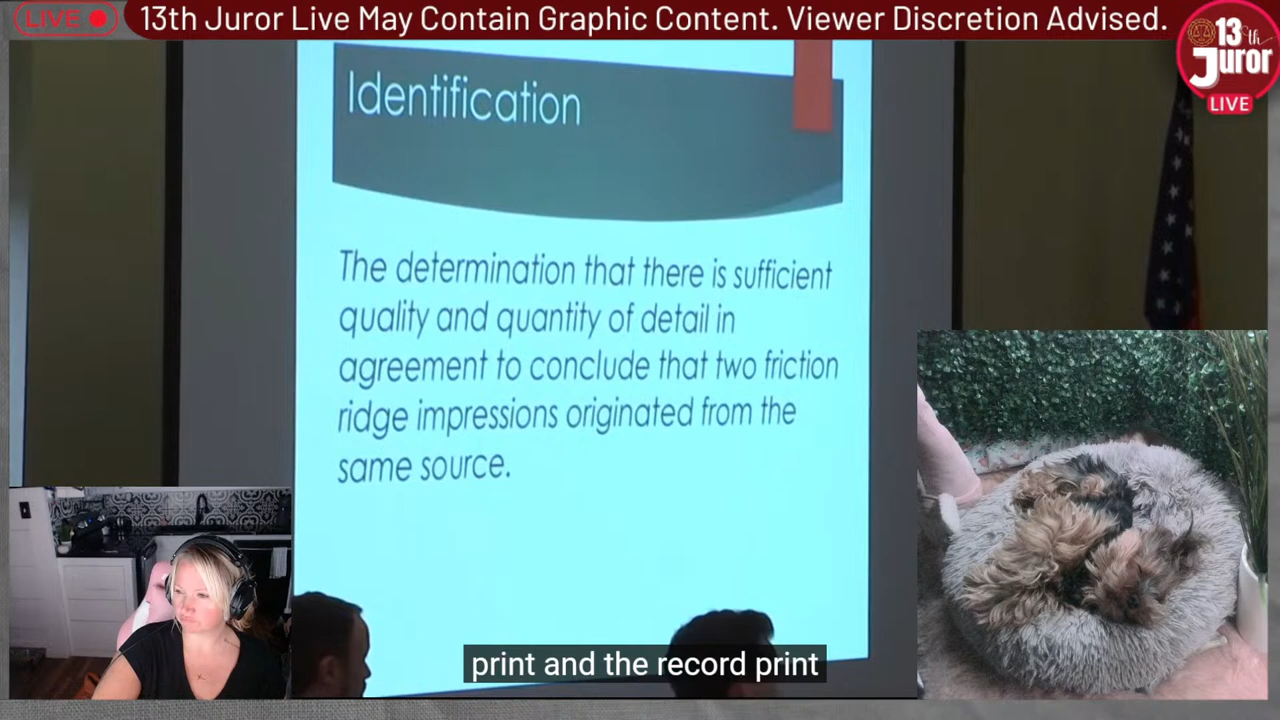 LIVE
13th Juror Live May Contain Graphic Content. Viewer Discretion Advised.
13th
Juror
LIVE
Identification
The determination that there is sufficient
quality and quantity of detail in
agreement to conclude that two friction
ridge impressions originated from the
same source.
print and the record print